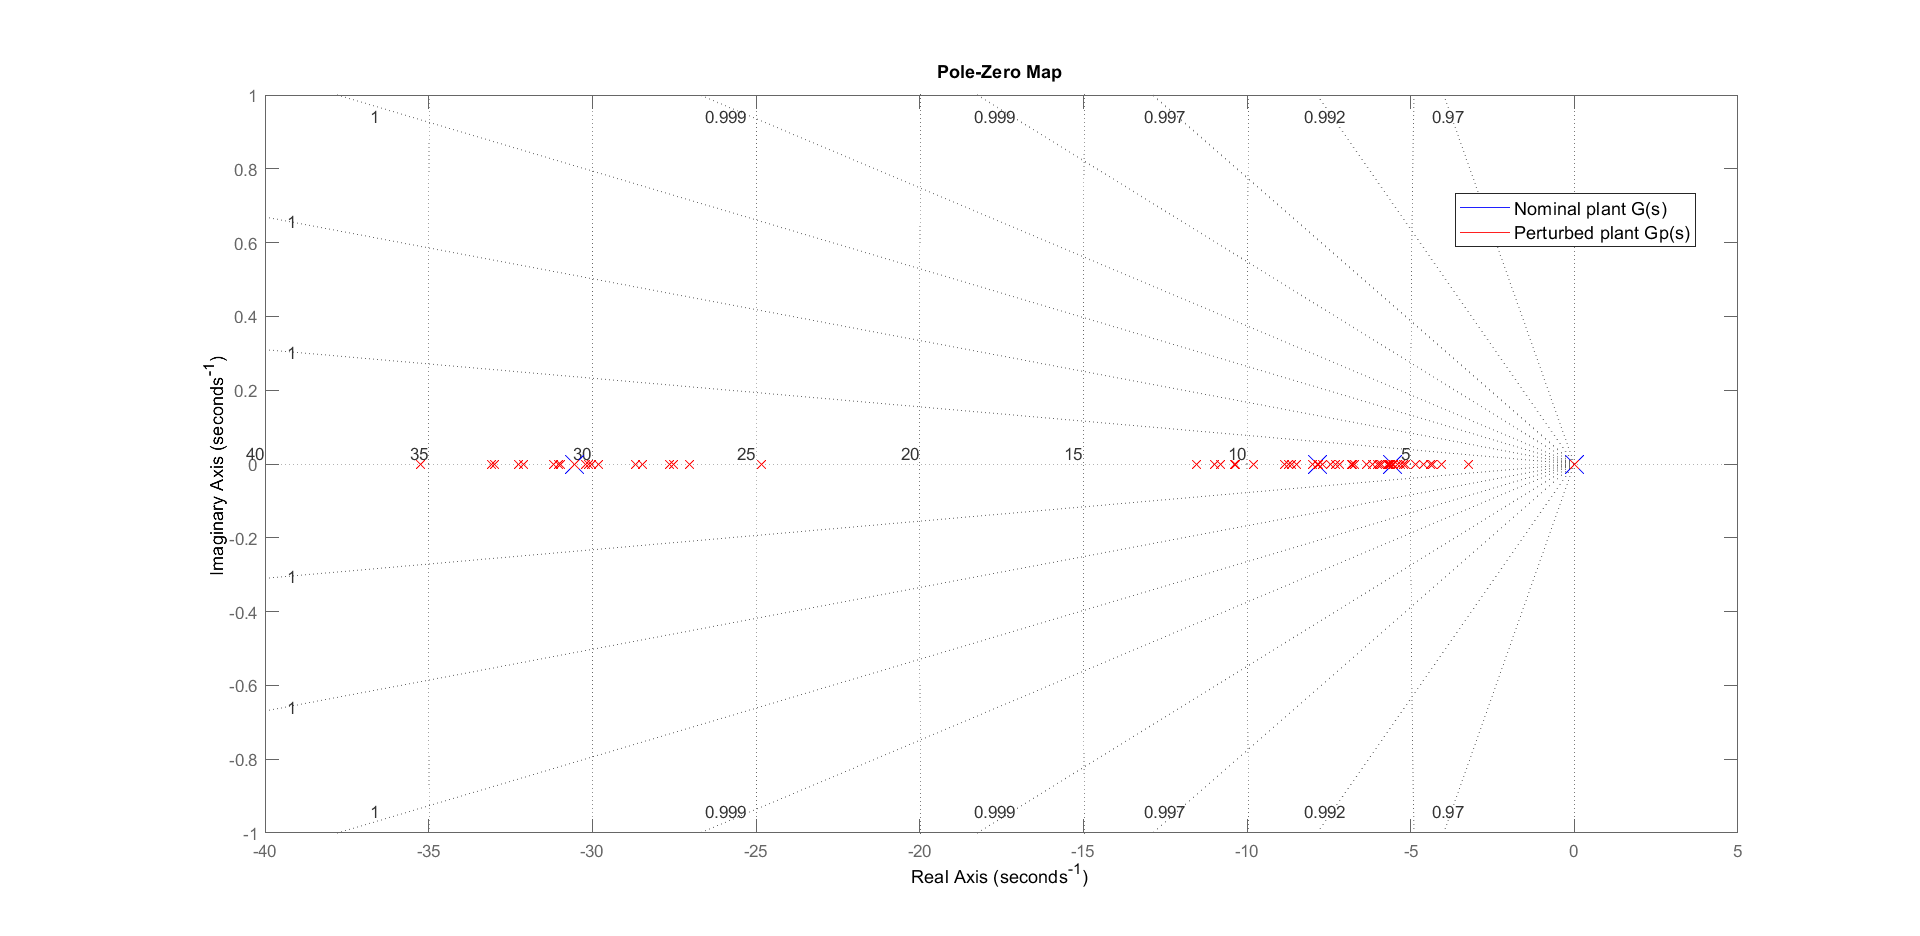 Pole-Zero Map
1
1 0.999 0.999 0.997 0.992 0.97
0.8
Nominal plant G(s)
1
Perturbed plant Gp(s)
0.6
0.4
1
0.2
40 35 30 25 20 15 10 5
0
Imaginary Axis (seconds-1)
-0.2
1
-0.4
-0.6
1
-0.8
1 0.999 0.999 0.997 0.992 0.97
-1
-40 -35 -30 -25 -20 -15 -10 -5 0 5
Real Axis (seconds-1)